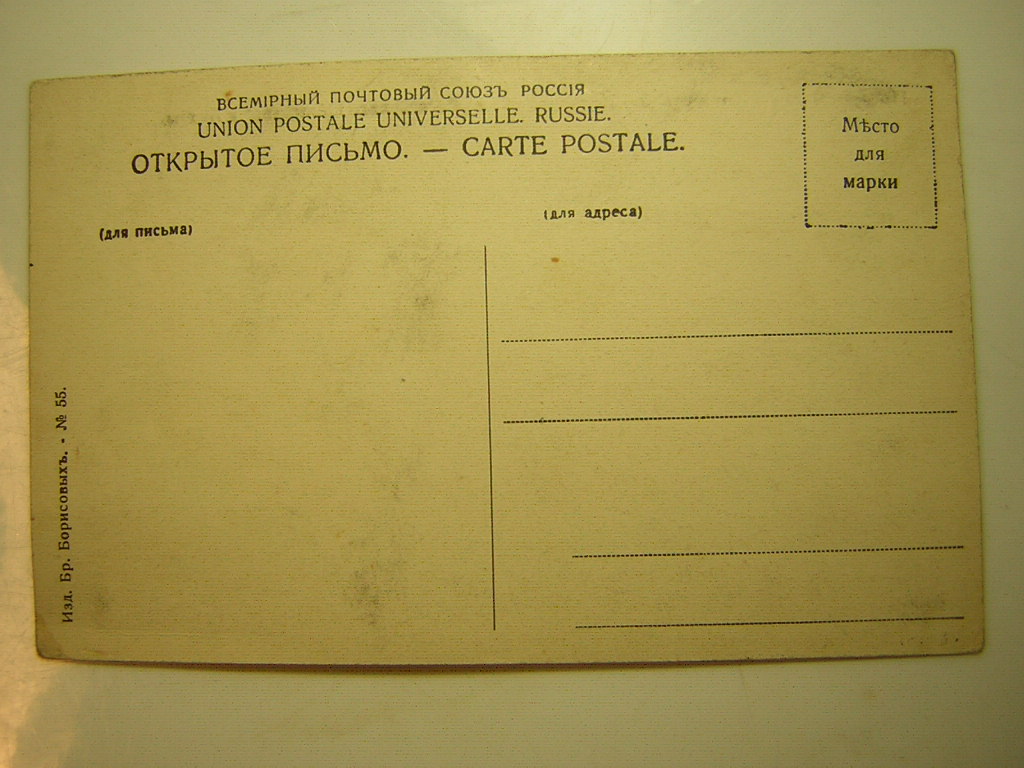 ВСЕМІРНЫЙ ПОЧТОВЫЙ СОЮЗЪ РОССІЯ
UNION POSTALE UNIVERSELLE. RUSSIE.
ОТКРЫТОЕ ПИСЬМО. — CARTE POSTALE.
Мѣсто
для
марки
(для письма)
(для адреса)
Изд. Бр. Борисовыхъ. • № 55.